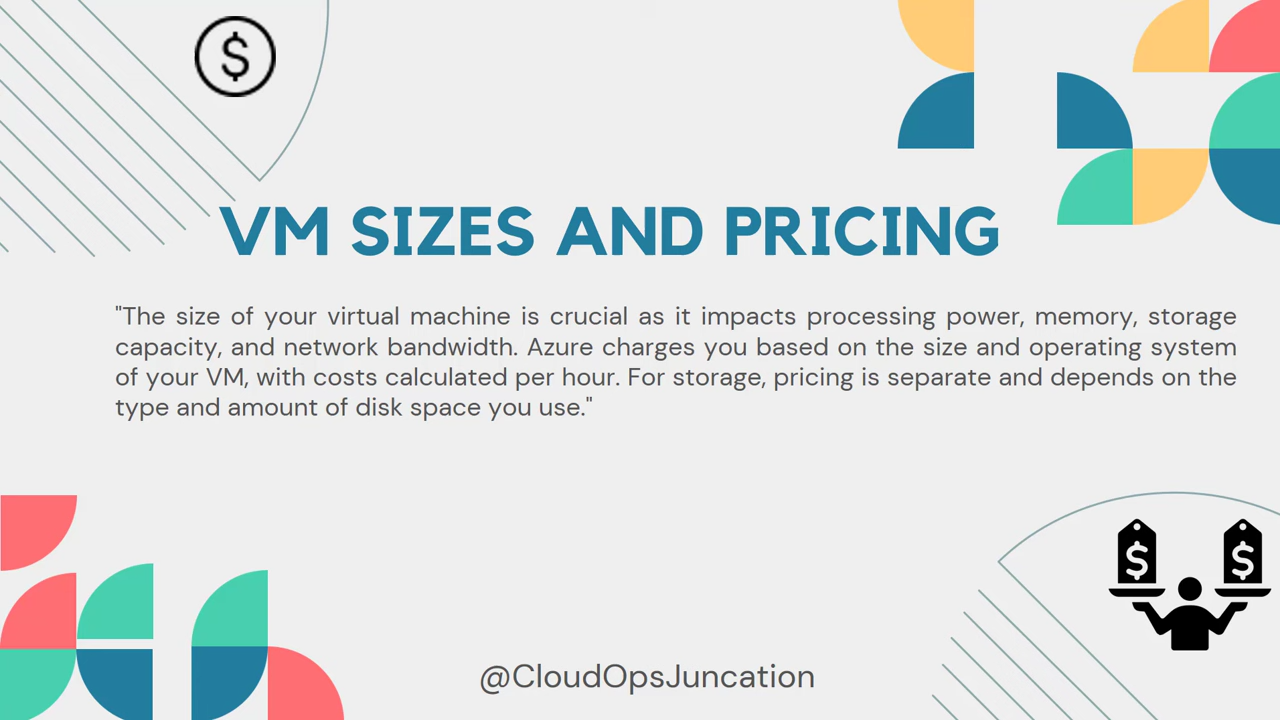 $
VM SIZES AND PRICING
"The size of your virtual machine is crucial as it impacts processing power, memory, storage
capacity, and network bandwidth. Azure charges you based on the size and operating system
of your VM, with costs calculated per hour. For storage, pricing is separate and depends on the
type and amount of disk space you use."
$ $
@CloudOpsJuncation